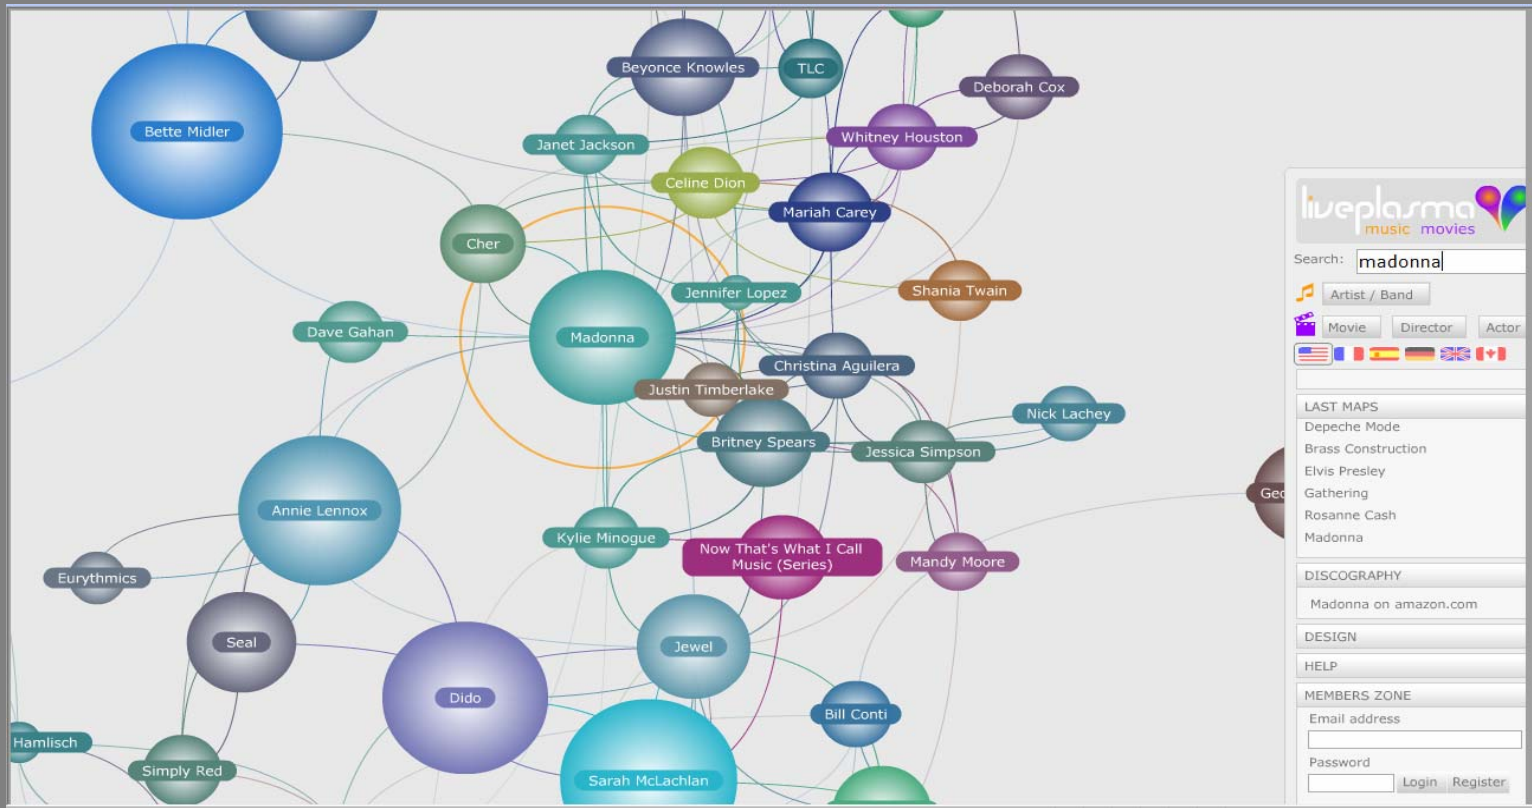 Beyonce Knowles
TLC
Deborah Cox
Bette Midler
Janet Jackson
Whitney Houston
Celine Dion
Mariah Carey
Cher
Jennifer Lopez
Shania Twain
Dave Gahan
Madonna
Christina Aguilera
Justin Timberlake
Nick Lachey
Britney Spears
Jessica Simpson
Annie Lennox
Kylie Minogue
Now That's What I Call
Music (Series)
Mandy Moore
Eurythmics
Seal
Jewel
Dido
Bill Conti
Hamlisch
Simply Red
Sarah McLachlan
liveplasma
music movies
Search: madonna
Artist / Band
Movie Director Actor
LAST MAPS
Depeche Mode
Brass Construction
Elvis Presley
Gathering
Rosanne Cash
Madonna
DISCOGRAPHY
Madonna on amazon.com
DESIGN
HELP
MEMBERS ZONE
Email address
Password
Login Register